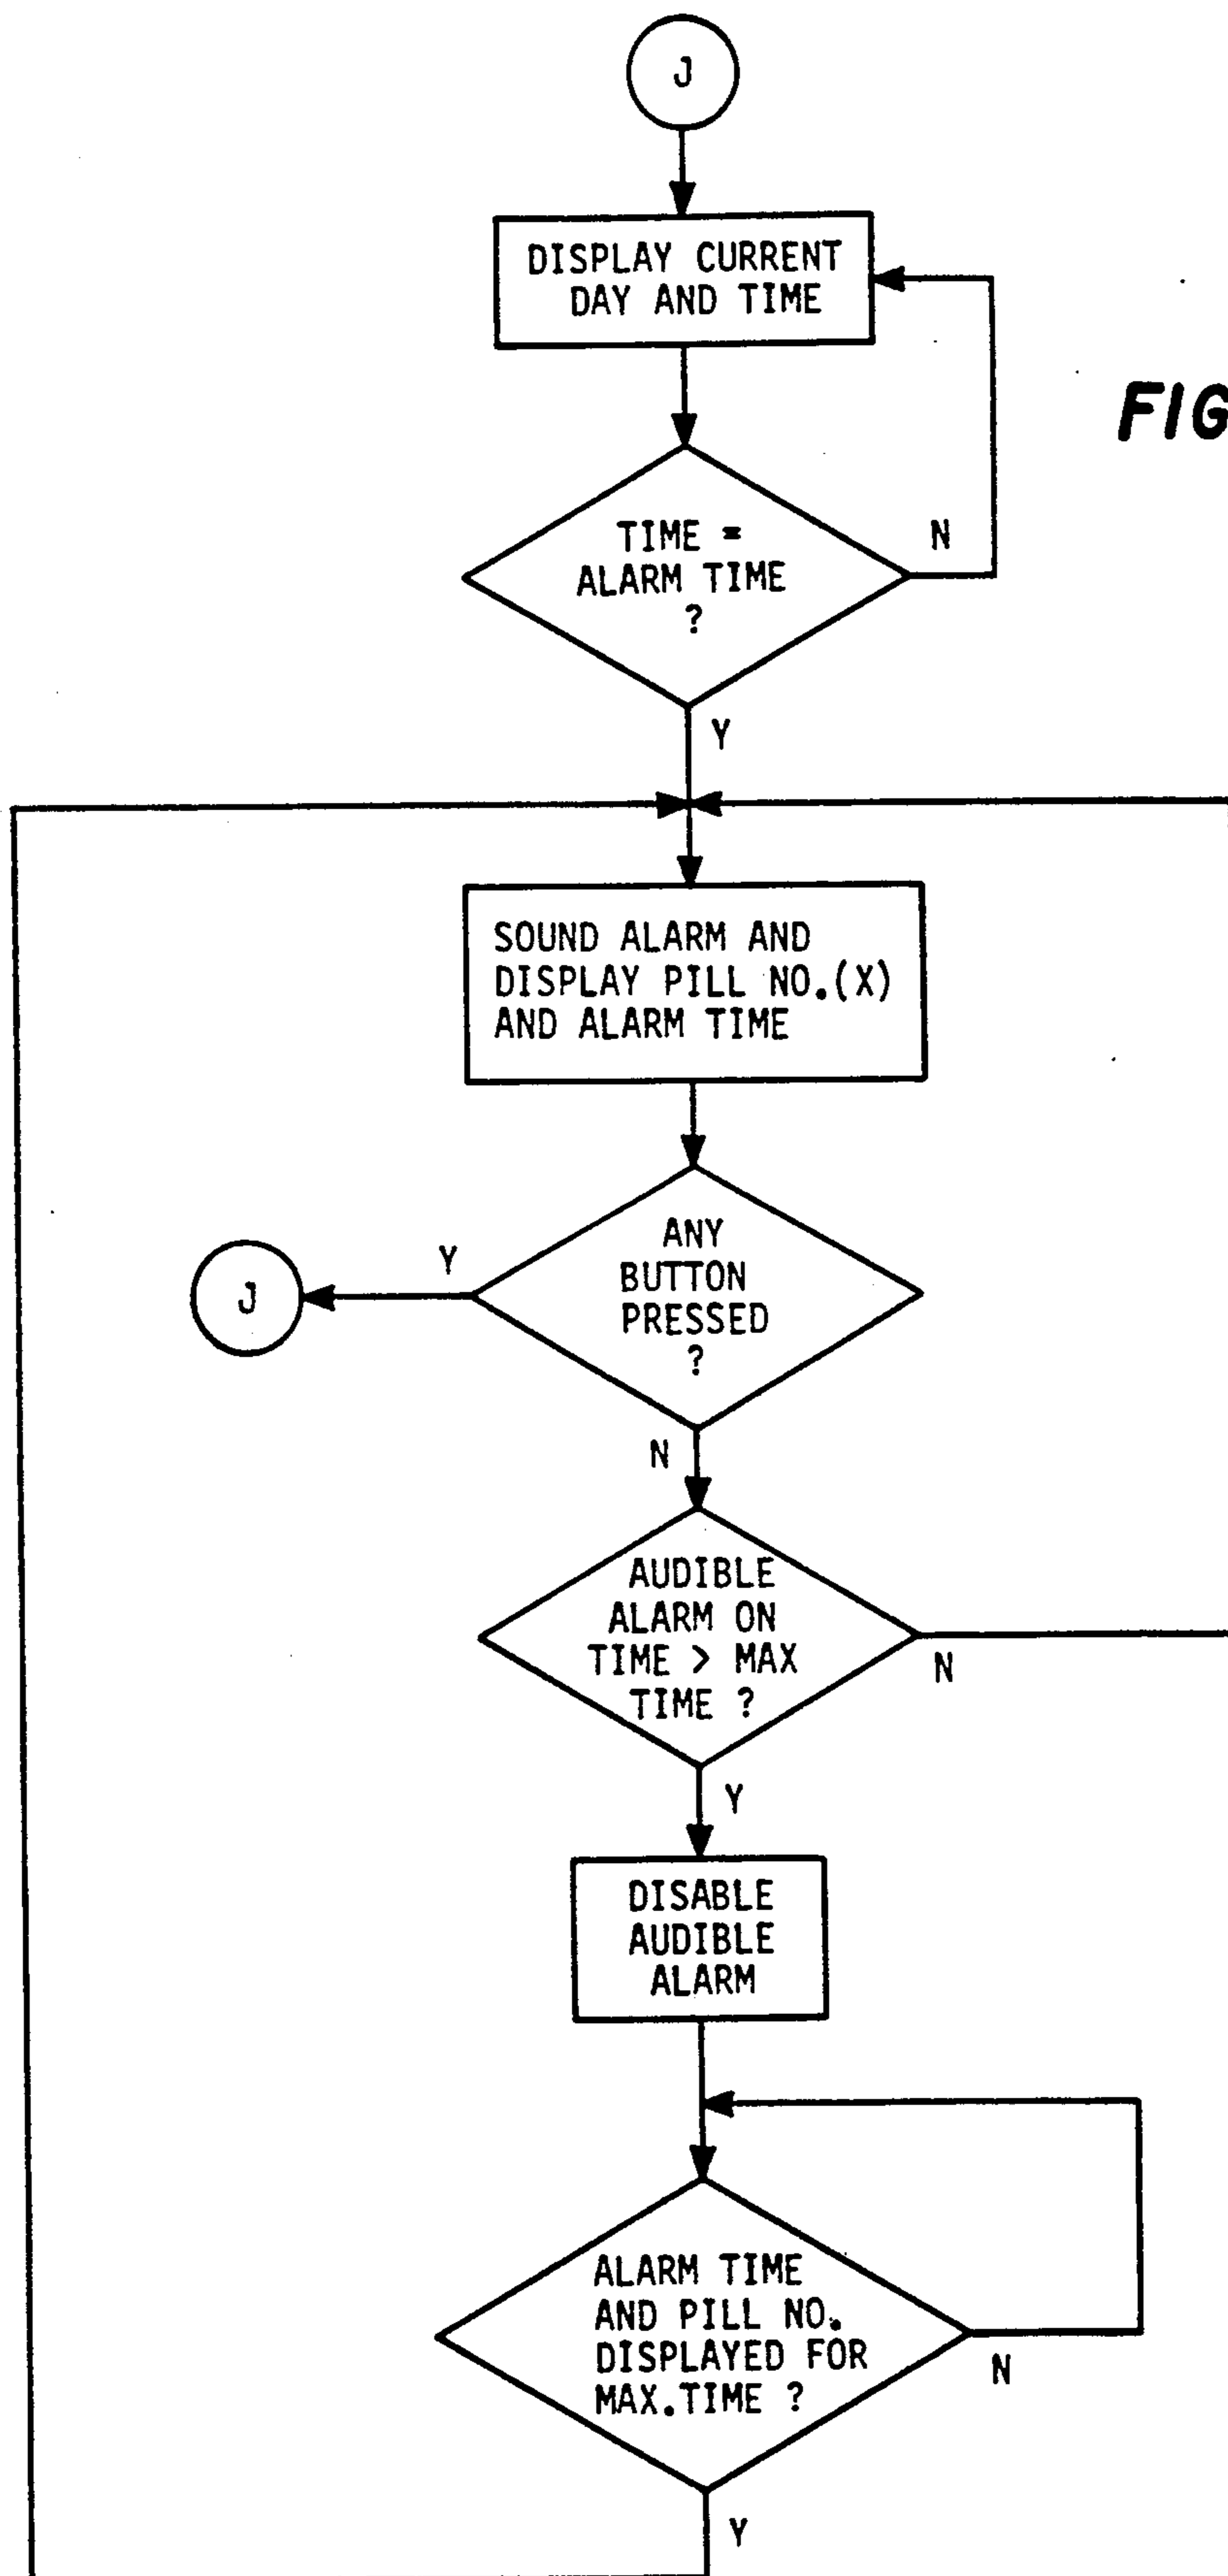 J
DISPLAY CURRENT
DAY AND TIME
FIG
TIME =
ALARM TIME
?
N
Y
SOUND ALARM AND
DISPLAY PILL NO.(X)
AND ALARM TIME
ANY
BUTTON
PRESSED
?
Y
J
N
AUDIBLE
ALARM ON
TIME > MAX
TIME ?
N
Y
DISABLE
AUDIBLE
ALARM
ALARM TIME
AND PILL NO.
DISPLAYED FOR
MAX.TIME ?
N
Y